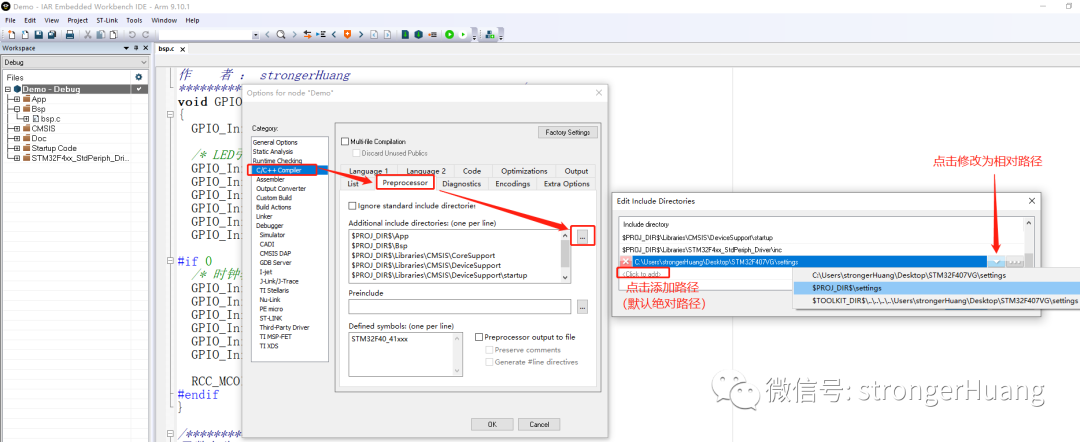 Demo - IAR Embedded Workbench IDE - Arm 9.10.1
File Edit View Project ST-Link Tools Window Help
Workspace
bsp.c
Debug
Files
Demo - Debug
App
Bsp
bsp.c
CMSIS
Doc
Startup Code
STM32F4xx_StdPeriph_Dri...
作 者 : strongerHuang
void GPIO
{
GPIO_In
/* LED
GPIO_In
GPIO_In
GPIO_In
GPIO_In
GPIO_In
GPIO_In
#if 0
/* 时钟
GPIO_In
GPIO_In
GPIO_In
GPIO_In
GPIO_In
GPIO_In
RCC_MCO
#endif
}
Options for node "Demo"
Category:
General Options
Static Analysis
Runtime Checking
C/C++ Compiler
Assembler
Output Converter
Custom Build
Build Actions
Linker
Debugger
Simulator
CADI
CMSIS DAP
GDB Server
I-jet
J-Link/J-Trace
TI Stellaris
Nu-Link
PE micro
ST-LINK
Third-Party Driver
TI MSP-FET
TI XDS
Factory Settings
Multi-file Compilation
Discard Unused Publics
Language 1 Language 2 Code Optimizations Output
List Preprocessor Diagnostics Encodings Extra Options
Ignore standard include directories
Additional include directories: (one per line)
$PROJ_DIR$\App
$PROJ_DIR$\Bsp
$PROJ_DIR$\Libraries\CMSIS\CoreSupport
$PROJ_DIR$\Libraries\CMSIS\DeviceSupport
$PROJ_DIR$\Libraries\CMSIS\DeviceSupport\startup
...
Preinclude
...
Defined symbols: (one per line)
STM32F40_41xxx
Preprocessor output to file
Preserve comments
Generate #line directives
OK Cancel
点击修改为相对路径
Edit Include Directories
Include directory
$PROJ_DIR$\Libraries\CMSIS\DeviceSupport\startup
$PROJ_DIR$\Libraries\STM32F4xx_StdPeriph_Driver\inc
C:\Users\strongerHuang\Desktop\STM32F407VG\settings
<Click to add>
C:\Users\strongerHuang\Desktop\STM32F407VG\settings
$PROJ_DIR$\settings
$TOOLKIT_DIR$\..\..\..\..\Users\strongerHuang\Desktop\STM32F407VG\settings
点击添加路径
(默认绝对路径)
微信号: strongerHuang